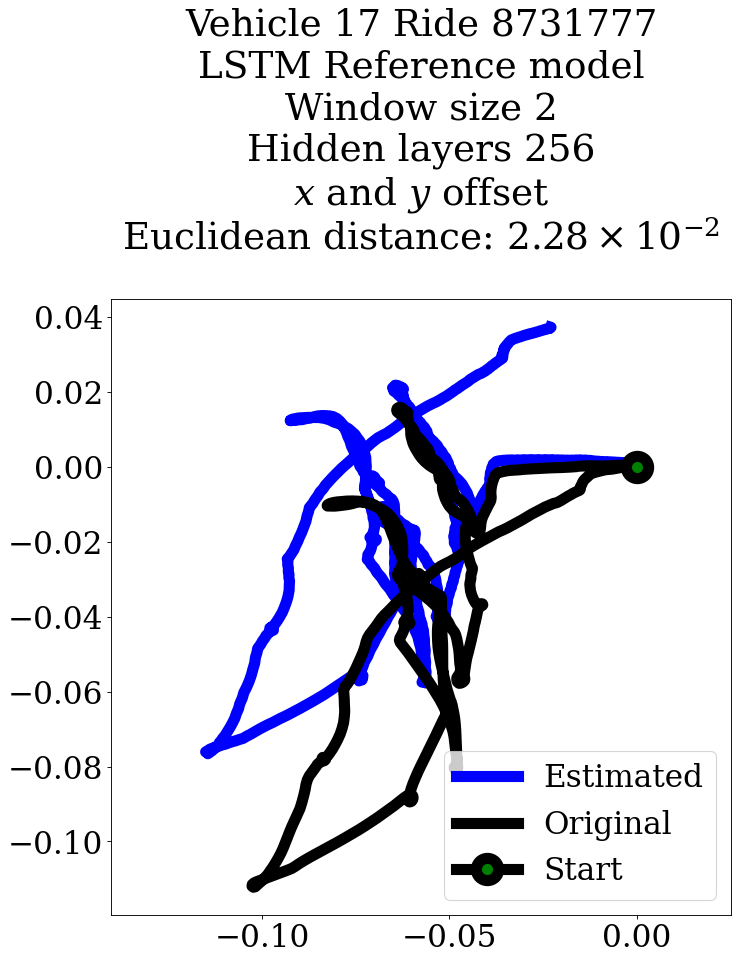 Vehicle 17 Ride 8731777
LSTM Reference model
Window size 2
Hidden layers 256
x and y offset
Euclidean distance: 2.28 × 10⁻²
0.04
0.02
0.00
−0.02
−0.04
−0.06
−0.08
−0.10
Estimated
Original
Start
−0.10 −0.05 0.00